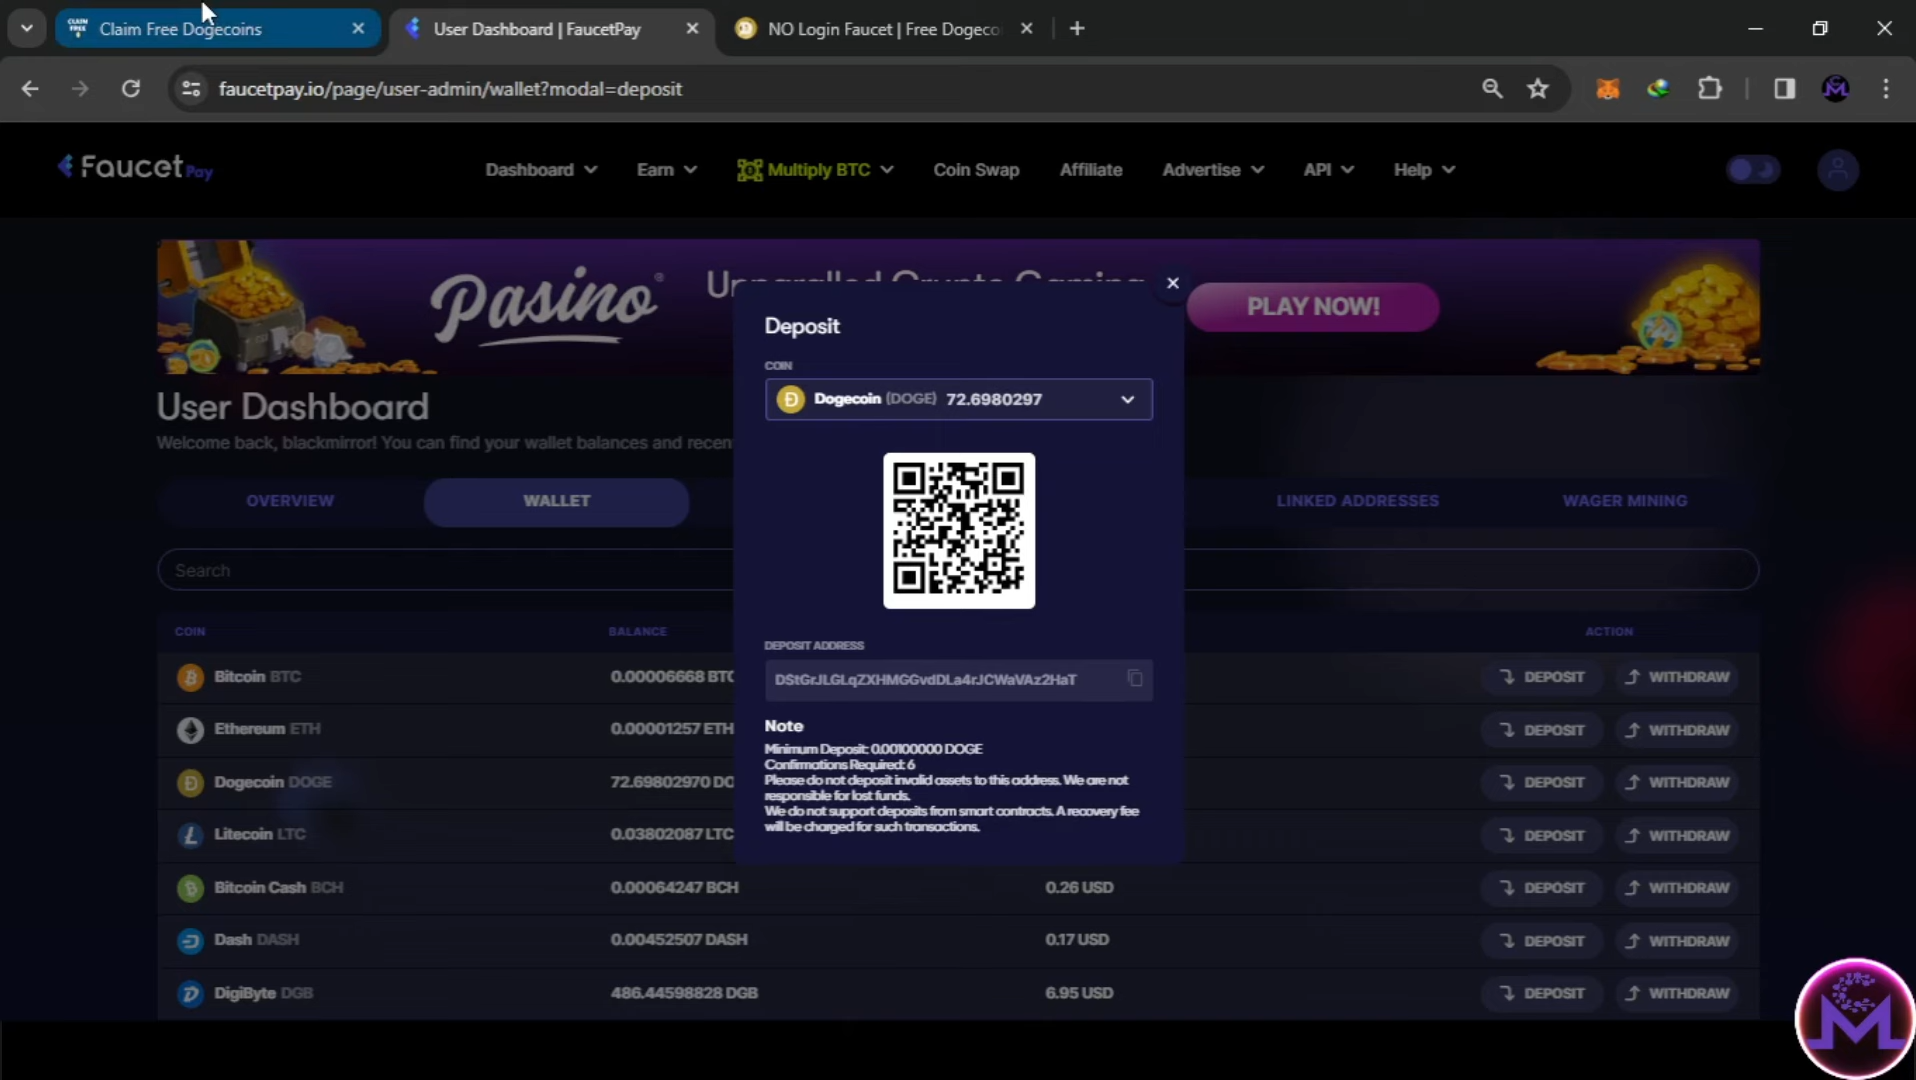 CLAIM FREE
Claim Free Dogecoins
User Dashboard | FaucetPay
NO Login Faucet | Free Dogeco
faucetpay.io/page/user-admin/wallet?modal=deposit
FaucetPay
Dashboard
Earn
Multiply BTC
Coin Swap
Affiliate
Advertise
API
Help
Pasino
PLAY NOW!
User Dashboard
Welcome back, blackmirror! You can find your wallet balances and recen
OVERVIEW
WALLET
LINKED ADDRESSES
WAGER MINING
Search
Deposit
COIN
Dogecoin (DOGE) 72.6980297
DEPOSIT ADDRESS
DStGrJLGLqZXHMGGvdDLa4rJCWaVAz2HaT
Note
Minimum Deposit: 0.00100000 DOGE
Confirmations Required: 6
Please do not deposit invalid assets to this address. We are not
responsible for lost funds.
We do not support deposits from smart contracts. A recovery fee
will be charged for such transactions.
COIN BALANCE ACTION
Bitcoin BTC 0.00006668 BTC DEPOSIT WITHDRAW
Ethereum ETH 0.00001257 ETH DEPOSIT WITHDRAW
Dogecoin DOGE 72.69802970 DO DEPOSIT WITHDRAW
Litecoin LTC 0.03802087 LTC DEPOSIT WITHDRAW
Bitcoin Cash BCH 0.00064247 BCH 0.26 USD DEPOSIT WITHDRAW
Dash DASH 0.00452507 DASH 0.17 USD DEPOSIT WITHDRAW
DigiByte DGB 486.44598828 DGB 6.95 USD DEPOSIT WITHDRAW